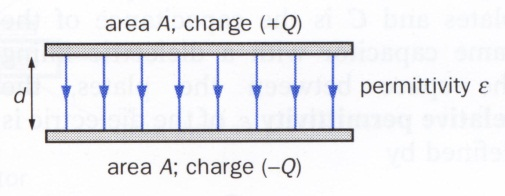 area A; charge (+Q)
d
permittivity ε
area A; charge (−Q)